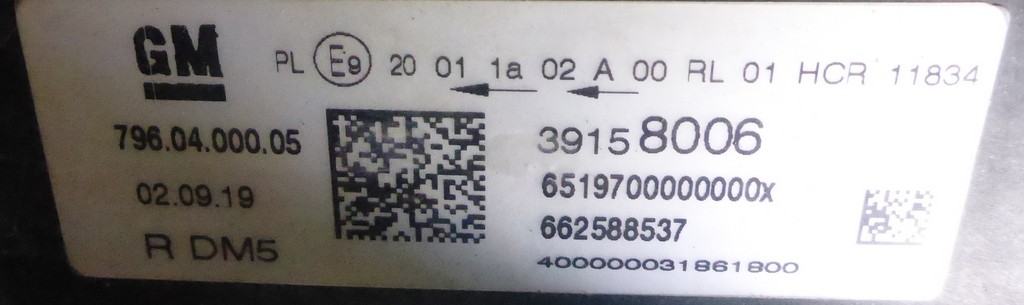 GM
PL E9 20 01 1a 02 A 00 RL 01 HCR 11834
796.04.000.05
39158006
02.09.19
6519700000000x
R DM5
662588537
400000031861800